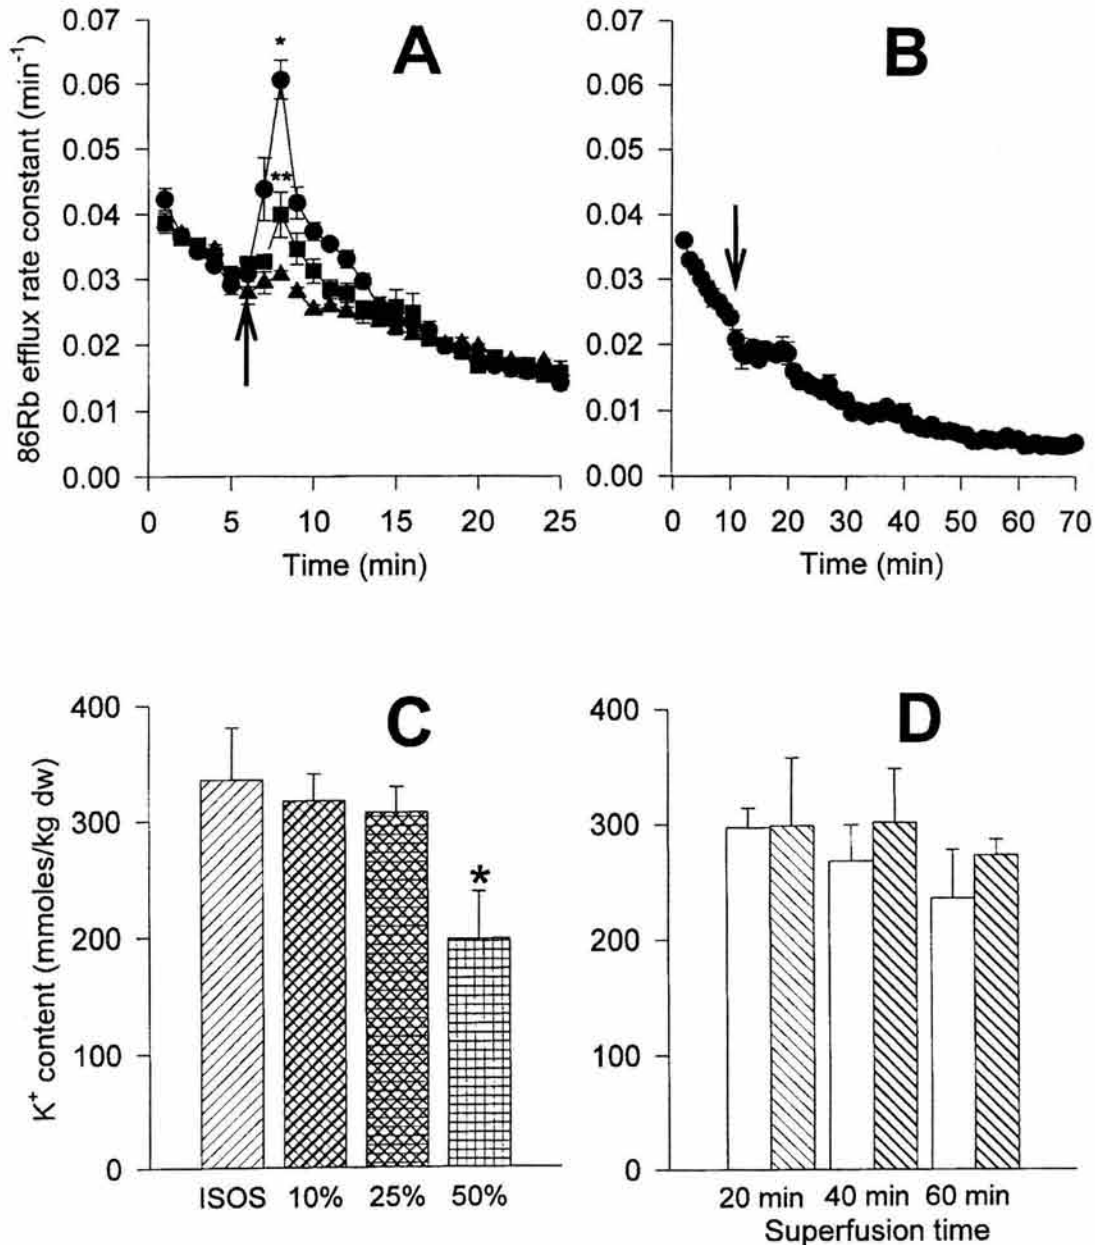 A
86Rb efflux rate constant (min-1)
0.07
0.06
0.05
0.04
0.03
0.02
0.01
0.00
*
**
0 5 10 15 20 25
Time (min)
B
0.07
0.06
0.05
0.04
0.03
0.02
0.01
0.00
0 10 20 30 40 50 60 70
Time (min)
C
K+ content (mmoles/kg dw)
400
300
200
100
0
*
ISOS 10% 25% 50%
D
400
300
200
100
0
20 min 40 min 60 min
Superfusion time